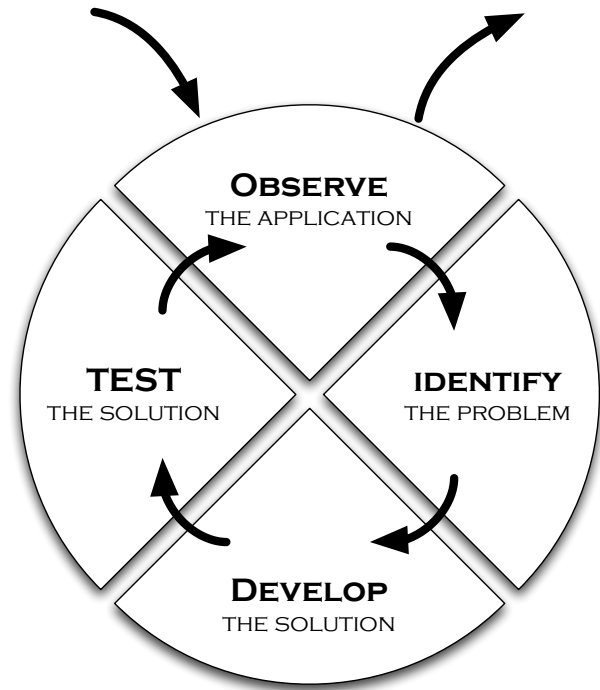 OBSERVE
THE APPLICATION
IDENTIFY
THE PROBLEM
DEVELOP
THE SOLUTION
TEST
THE SOLUTION